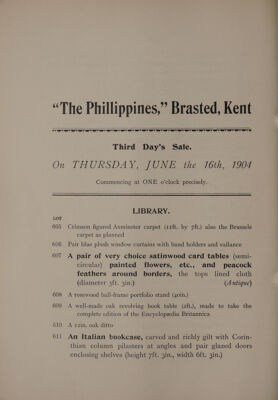 "The Phillippines," Brasted, Kent
Third Day's Sale.
On THURSDAY, JUNE the 16th, 1904
Commencing at ONE o'clock precisely.
LIBRARY.
LOT
605 Crimson figured Axminster carpet (11ft. by 7ft.) also the Brussels
carpet as planned
606 Pair blue plush window curtains with band holders and vallance
607 A pair of very choice satinwood card tables (semi-
circular) painted flowers, etc., and peacock
feathers around borders, the tops lined cloth
(diameter 3ft. 3in.) (Antique)
608 A rosewood ball-frame portfolio stand (40in.)
609 A well-made oak revolving book table (2ft.), made to take the
complete edition of the Encyclopædia Britannica
610 A 12in. oak ditto
611 An Italian bookcase, carved and richly gilt with Corin-
thian column pilasters at angles and pair glazed doors
enclosing shelves (height 7ft. 3in., width 6ft. 3in.)